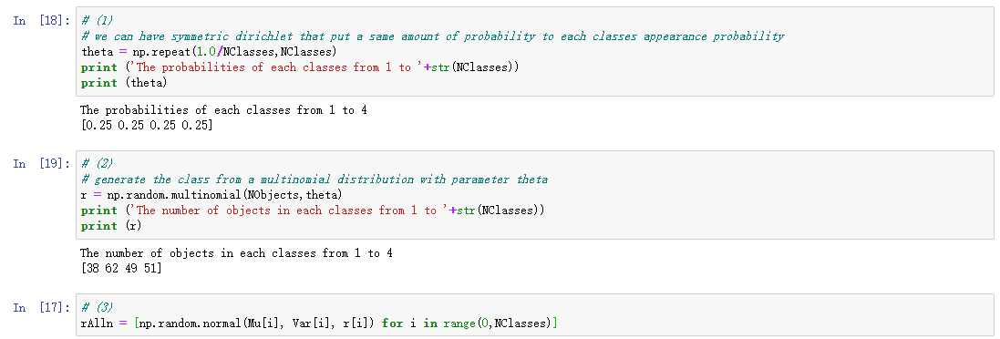 In [18]: # (1)
# we can have symmetric dirichlet that put a same amount of probability to each classes appearance probability
theta = np.repeat(1.0/NClasses,NClasses)
print ('The probabilities of each classes from 1 to '+str(NClasses))
print (theta)
The probabilities of each classes from 1 to 4
[0.25 0.25 0.25 0.25]
In [19]: # (2)
# generate the class from a multinomial distribution with parameter theta
r = np.random.multinomial(NObjects,theta)
print ('The number of objects in each classes from 1 to '+str(NClasses))
print (r)
The number of objects in each classes from 1 to 4
[38 62 49 51]
In [17]: # (3)
rAlln = [np.random.normal(Mu[i], Var[i], r[i]) for i in range(0,NClasses)]